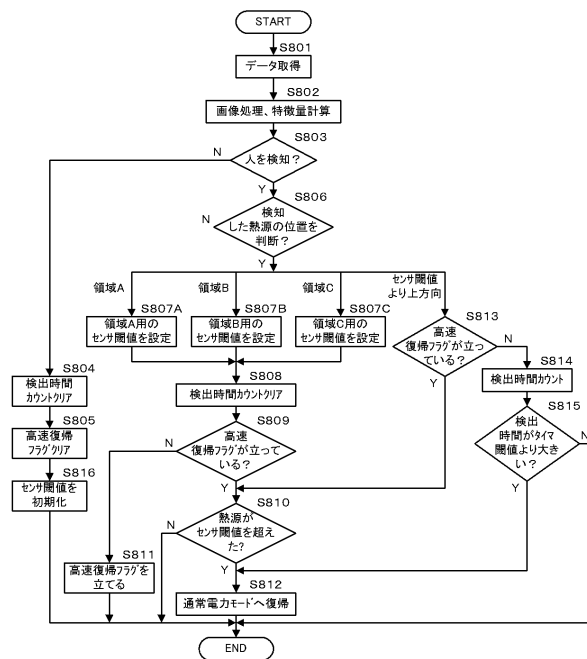 START
S801
データ取得
S802
画像処理、特徴量計算
S803
人を検知？
N
Y
S806
検知
した熱源の位置を
判断？
N
Y
領域A
領域B
領域C
センサ閾値
より上方向
S807A
領域A用の
センサ閾値を設定
S807B
領域B用の
センサ閾値を設定
S807C
領域C用の
センサ閾値を設定
S813
高速
復帰フラグが立って
いる？
N
Y
S814
検出時間カウント
S815
検出
時間がタイマ
閾値より大き
い？
N
Y
S804
検出時間
カウントクリア
S805
高速復帰
フラグクリア
S816
センサ閾値を
初期化
S808
検出時間カウントクリア
S809
高速
復帰フラグが立って
いる？
N
Y
S810
熱源が
センサ閾値を超え
た?
N
Y
S811
高速復帰フラグを
立てる
S812
通常電力モードへ復帰
END